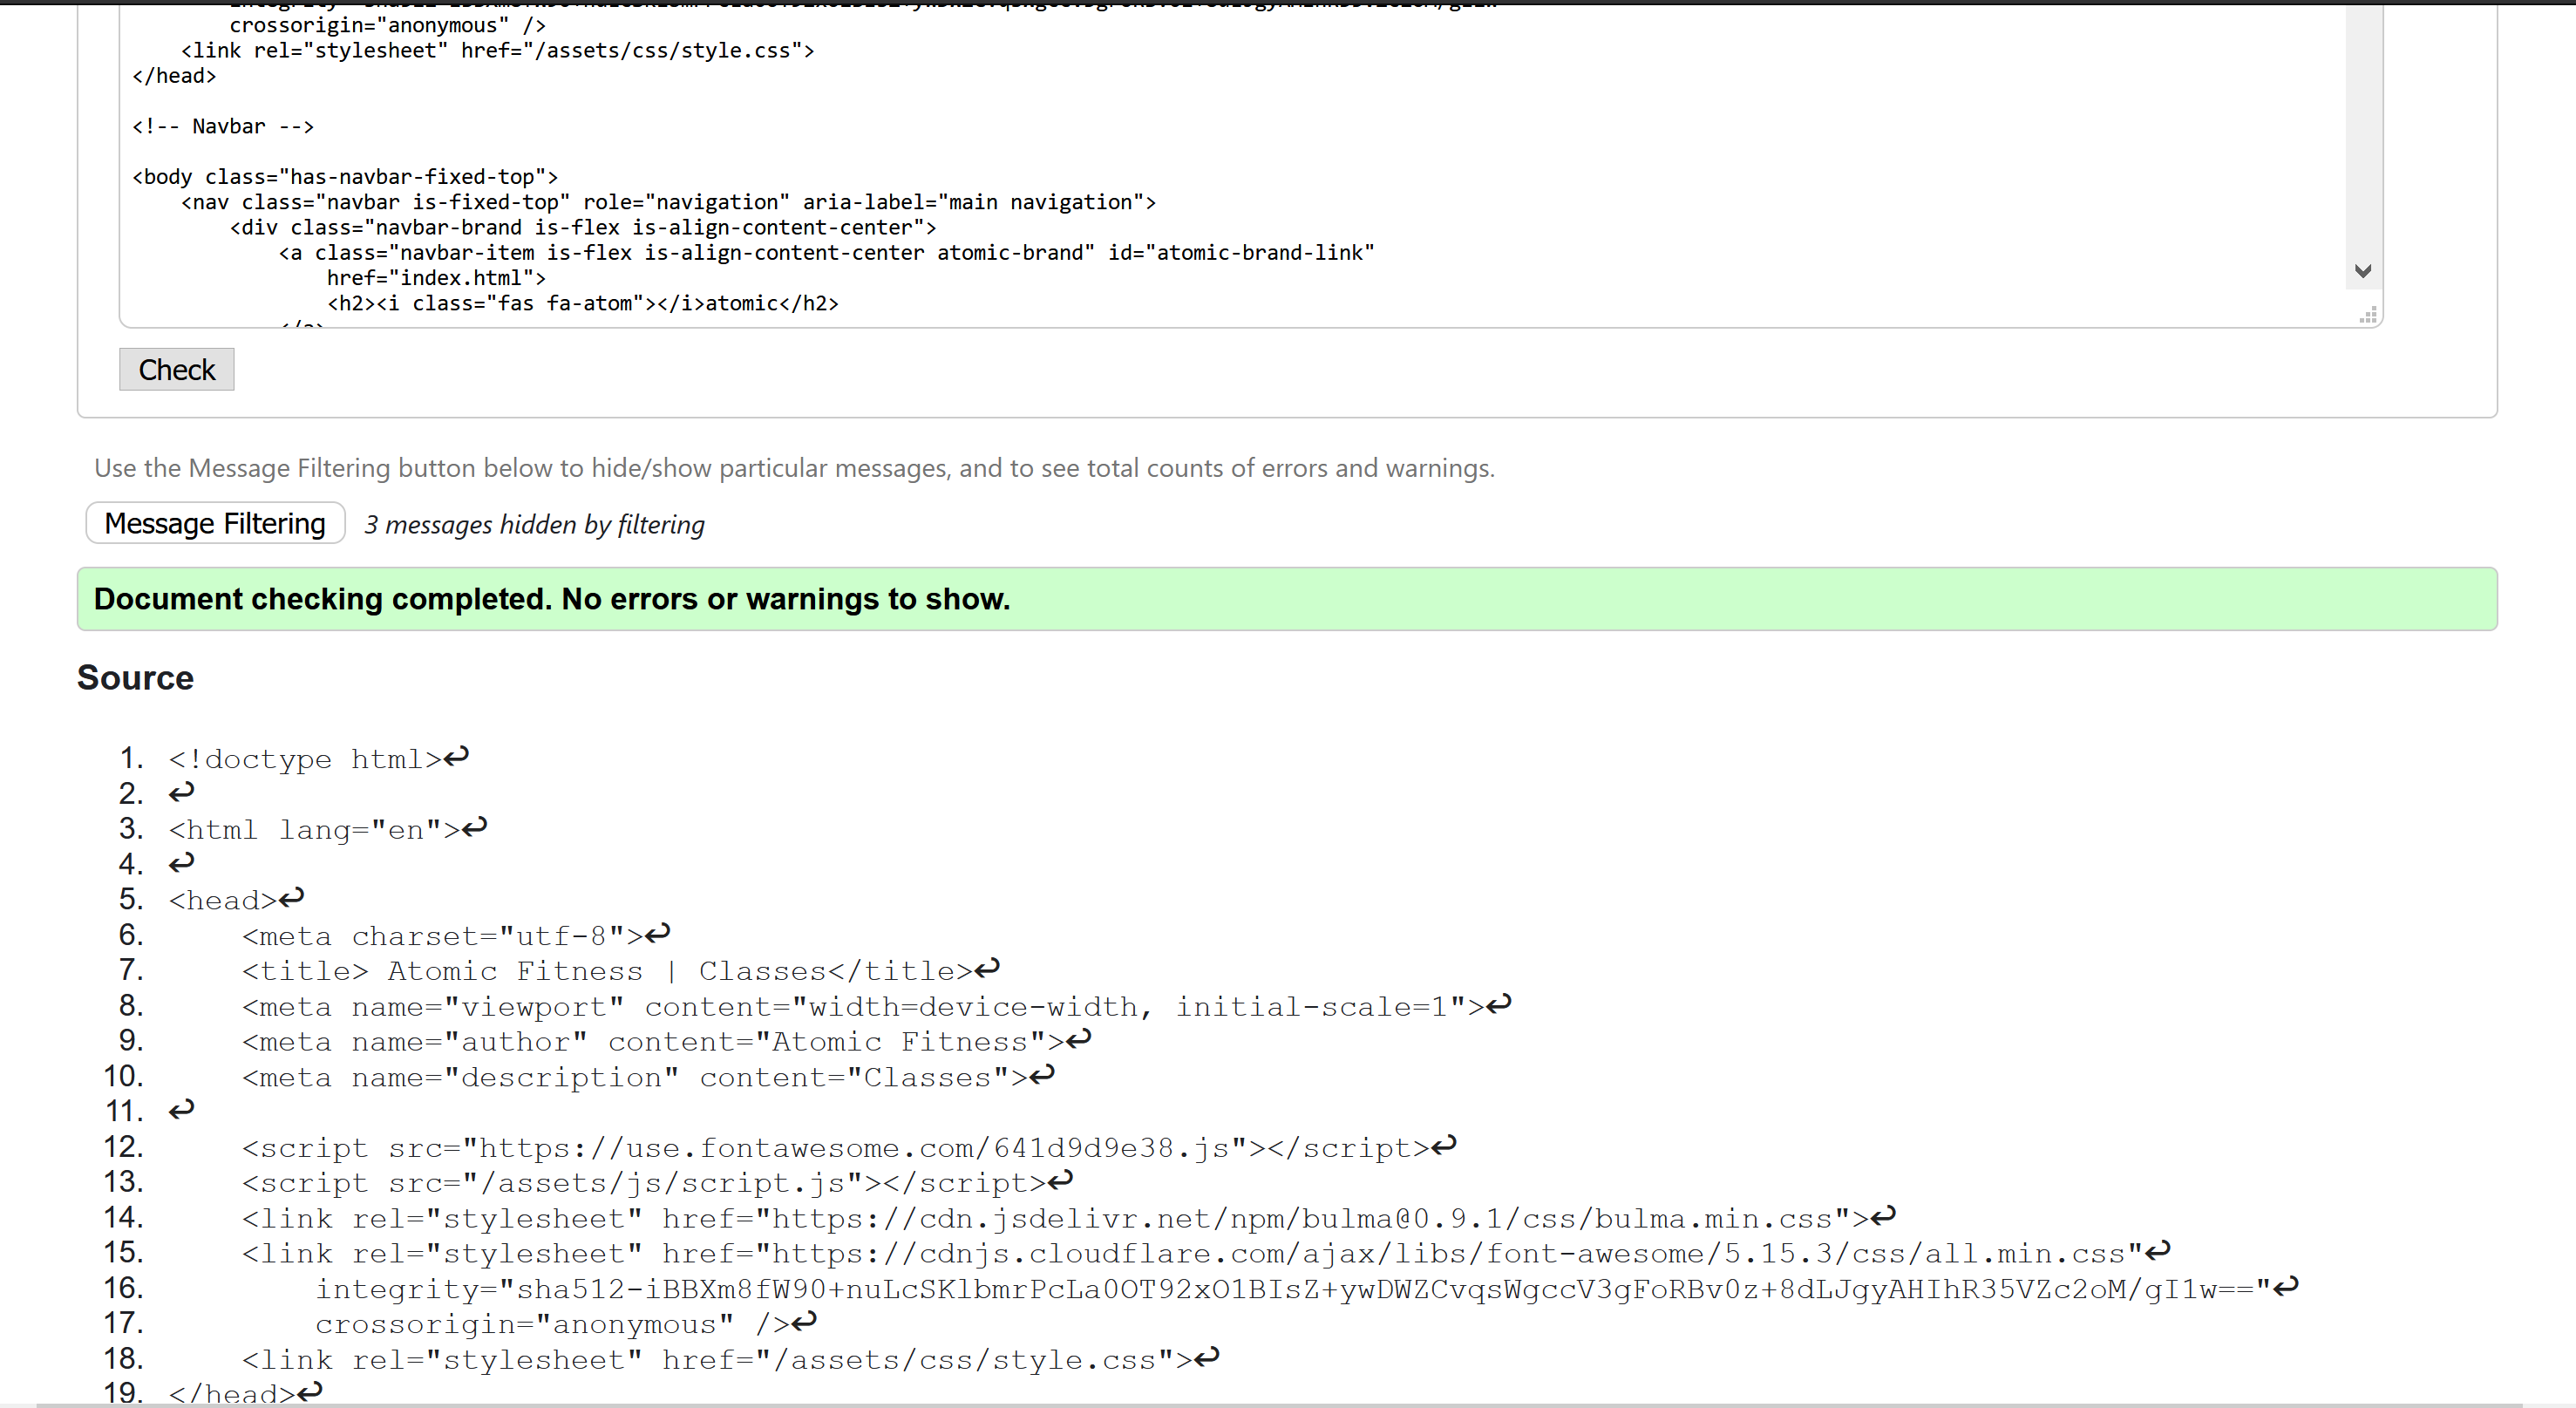 crossorigin="anonymous" />
<link rel="stylesheet" href="/assets/css/style.css">
</head>
<!-- Navbar -->
<body class="has-navbar-fixed-top">
<nav class="navbar is-fixed-top" role="navigation" aria-label="main navigation">
<div class="navbar-brand is-flex is-align-content-center">
<a class="navbar-item is-flex is-align-content-center atomic-brand" id="atomic-brand-link"
href="index.html">
<h2><i class="fas fa-atom"></i>atomic</h2>
Check
Use the Message Filtering button below to hide/show particular messages, and to see total counts of errors and warnings.
Message Filtering 3 messages hidden by filtering
Document checking completed. No errors or warnings to show.
Source
1. <!doctype html>↩
2. ↩
3. <html lang="en">↩
4. ↩
5. <head>↩
6. <meta charset="utf-8">↩
7. <title> Atomic Fitness | Classes</title>↩
8. <meta name="viewport" content="width=device-width, initial-scale=1">↩
9. <meta name="author" content="Atomic Fitness">↩
10. <meta name="description" content="Classes">↩
11. ↩
12. <script src="https://use.fontawesome.com/641d9d9e38.js"></script>↩
13. <script src="/assets/js/script.js"></script>↩
14. <link rel="stylesheet" href="https://cdn.jsdelivr.net/npm/bulma@0.9.1/css/bulma.min.css">↩
15. <link rel="stylesheet" href="https://cdnjs.cloudflare.com/ajax/libs/font-awesome/5.15.3/css/all.min.css"↩
16. integrity="sha512-iBBXm8fW90+nuLcSKlbmrPcLa0OT92xO1BIsZ+ywDWZCvqsWgccV3gFoRBv0z+8dLJgyAHIhR35VZc2oM/gI1w=="↩
17. crossorigin="anonymous" />↩
18. <link rel="stylesheet" href="/assets/css/style.css">↩
19. </head>↩